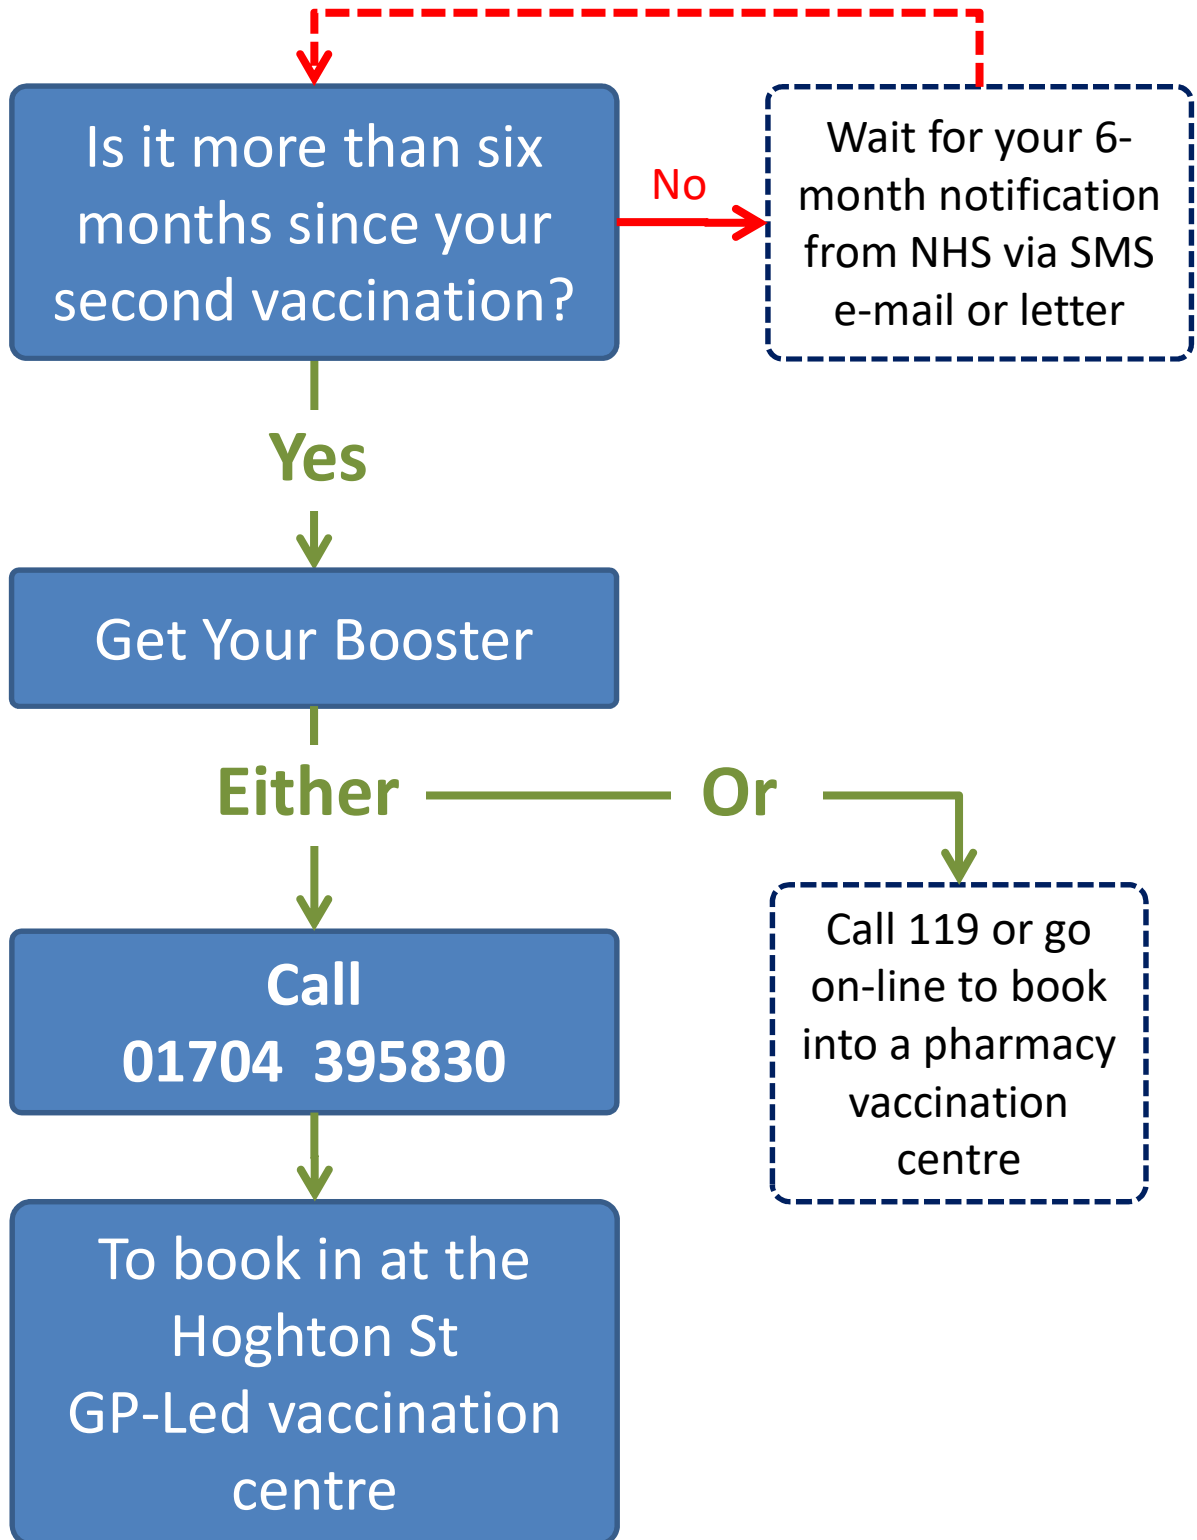 Is it more than six
months since your
second vaccination?
No
Wait for your 6-
month notification
from NHS via SMS
e-mail or letter
Yes
Get Your Booster
Either
Or
Call
01704 395830
Call 119 or go
on-line to book
into a pharmacy
vaccination
centre
To book in at the
Hoghton St
GP-Led vaccination
centre